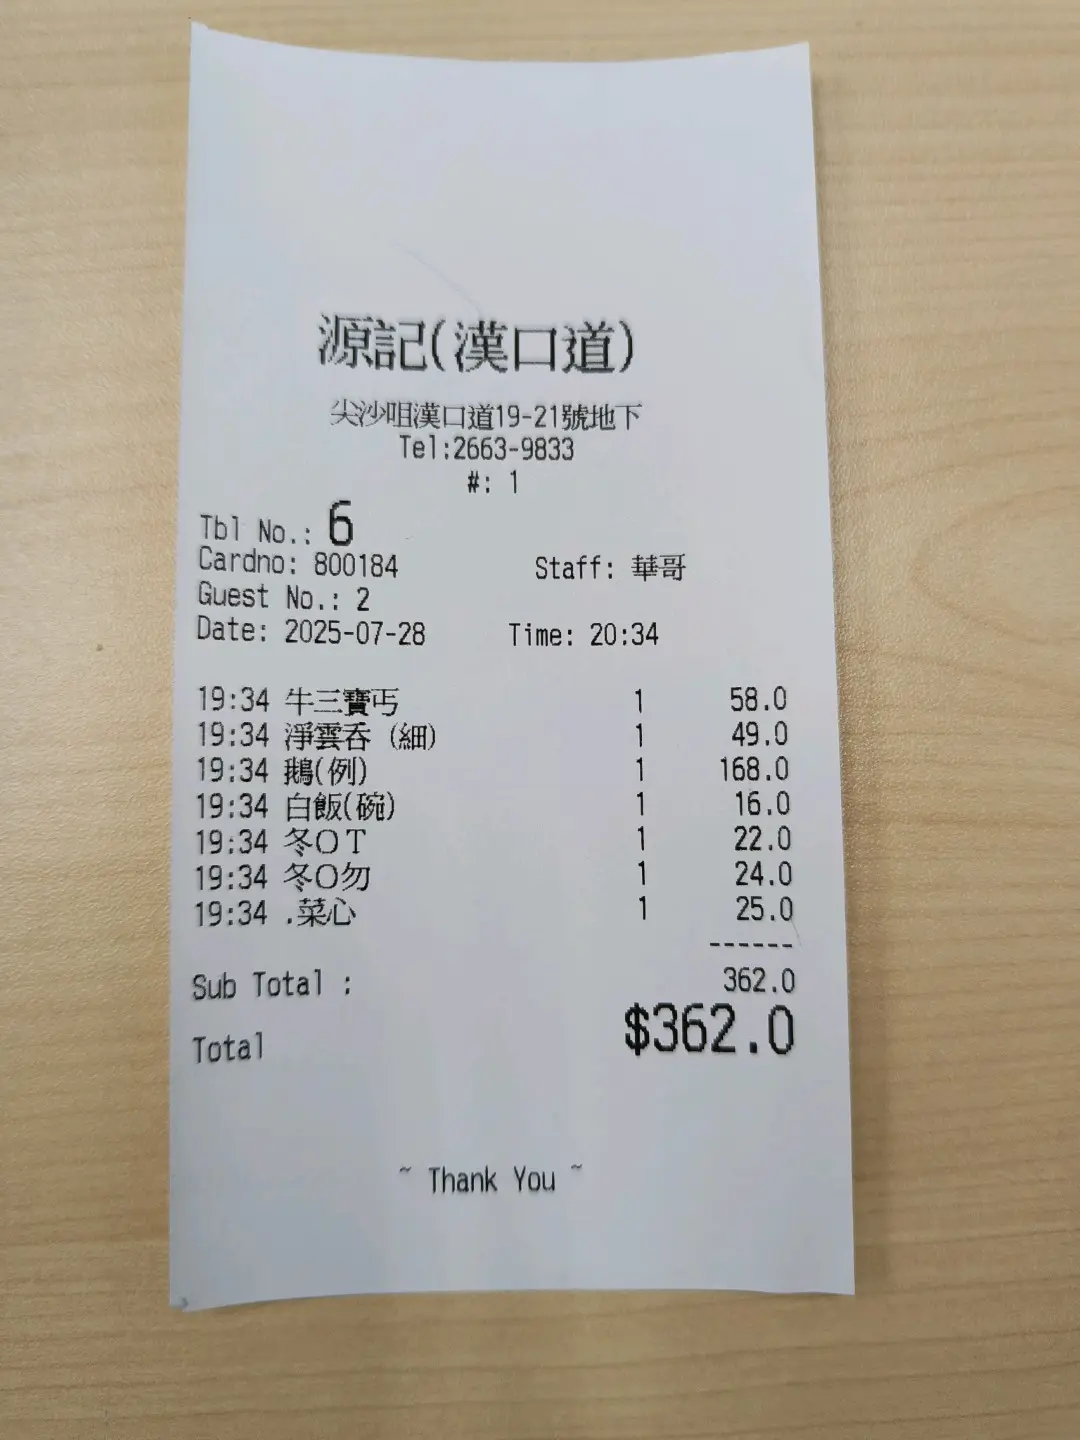 源記(漢口道)
尖沙咀漢口道19-21號地下
Tel:2663-9833
#: 1
Tbl No.: 6
Cardno: 800184 Staff: 華哥
Guest No.: 2
Date: 2025-07-28 Time: 20:34
19:34 牛三寶丐 1 58.0
19:34 淨雲吞 (細) 1 49.0
19:34 鵝(例) 1 168.0
19:34 白飯(碗) 1 16.0
19:34 冬OT 1 22.0
19:34 冬O勿 1 24.0
19:34 .菜心 1 25.0
------
Sub Total : 362.0
Total $362.0
~ Thank You ~